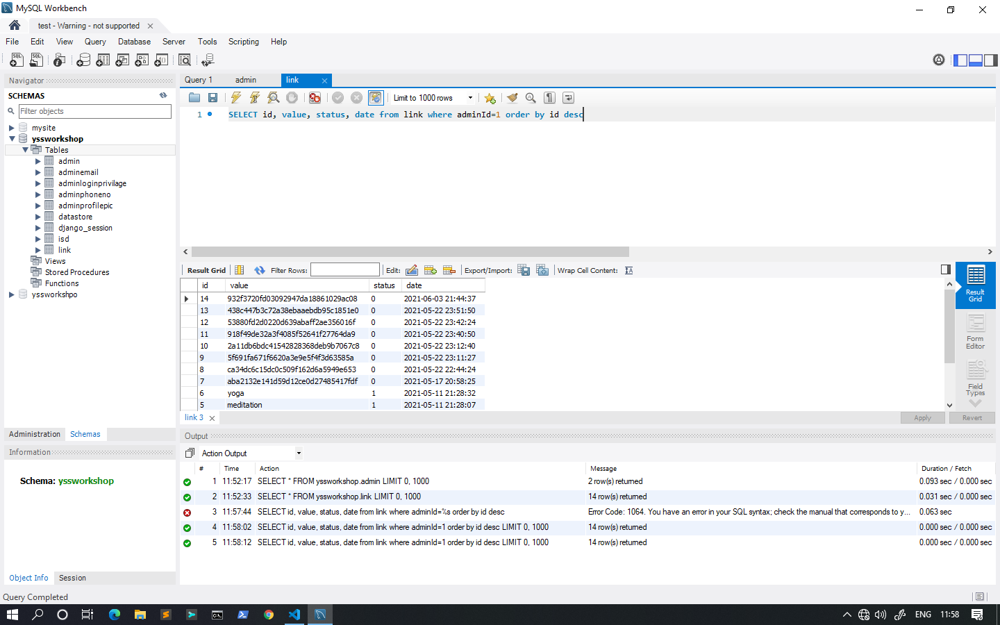 MySQL Workbench
test - Warning - not supported
File Edit View Query Database Server Tools Scripting Help
Navigator
SCHEMAS
Filter objects
mysite
yssworkshop
Tables
admin
adminemail
adminloginprivilage
adminphoneno
adminprofilepic
datastore
django_session
isd
link
Views
Stored Procedures
Functions
yssworkshpo
Administration Schemas
Information
Schema: yssworkshop
Object Info Session
Query 1 admin link
Limit to 1000 rows
1 SELECT id, value, status, date from link where adminId=1 order by id desc
Result Grid Filter Rows: Edit: Export/Import: Wrap Cell Content:
id value status date
14 932f3720fd03092947da18861029ac08 0 2021-06-03 21:44:37
13 438c447b3c72a38ebaaebdb95c1851e0 0 2021-05-22 23:51:50
12 53880fd2d0220d639abaff2ae356016f 0 2021-05-22 23:42:24
11 918f49de32a3f4085f52641f27764da9 0 2021-05-22 23:40:50
10 2a11db6bdc41542828368deb9b7067c8 0 2021-05-22 23:12:40
9 5f691fa671f6620a3e9e5f4f3d63585a 0 2021-05-22 23:11:27
8 ca34dc6c15dc0c509f162d6a5949e653 0 2021-05-22 22:44:24
7 aba2132e141d59d12ce0d27485417fdf 0 2021-05-17 20:58:25
6 yoga 1 2021-05-11 21:28:32
5 meditation 1 2021-05-11 21:28:07
Result
Grid
Form
Editor
Field
Types
link 3
Apply Revert
Output
Action Output
# Time Action Message Duration / Fetch
1 11:52:17 SELECT * FROM yssworkshop.admin LIMIT 0, 1000 2 row(s) returned 0.093 sec / 0.000 sec
2 11:52:33 SELECT * FROM yssworkshop.link LIMIT 0, 1000 14 row(s) returned 0.031 sec / 0.000 sec
3 11:57:44 SELECT id, value, status, date from link where adminId=%s order by id desc Error Code: 1064. You have an error in your SQL syntax; check the manual that corresponds to y... 0.063 sec
4 11:58:02 SELECT id, value, status, date from link where adminId=1 order by id desc LIMIT 0, 1000 14 row(s) returned 0.000 sec / 0.000 sec
5 11:58:12 SELECT id, value, status, date from link where adminId=1 order by id desc LIMIT 0, 1000 14 row(s) returned 0.000 sec / 0.000 sec
Query Completed
ENG 11:58